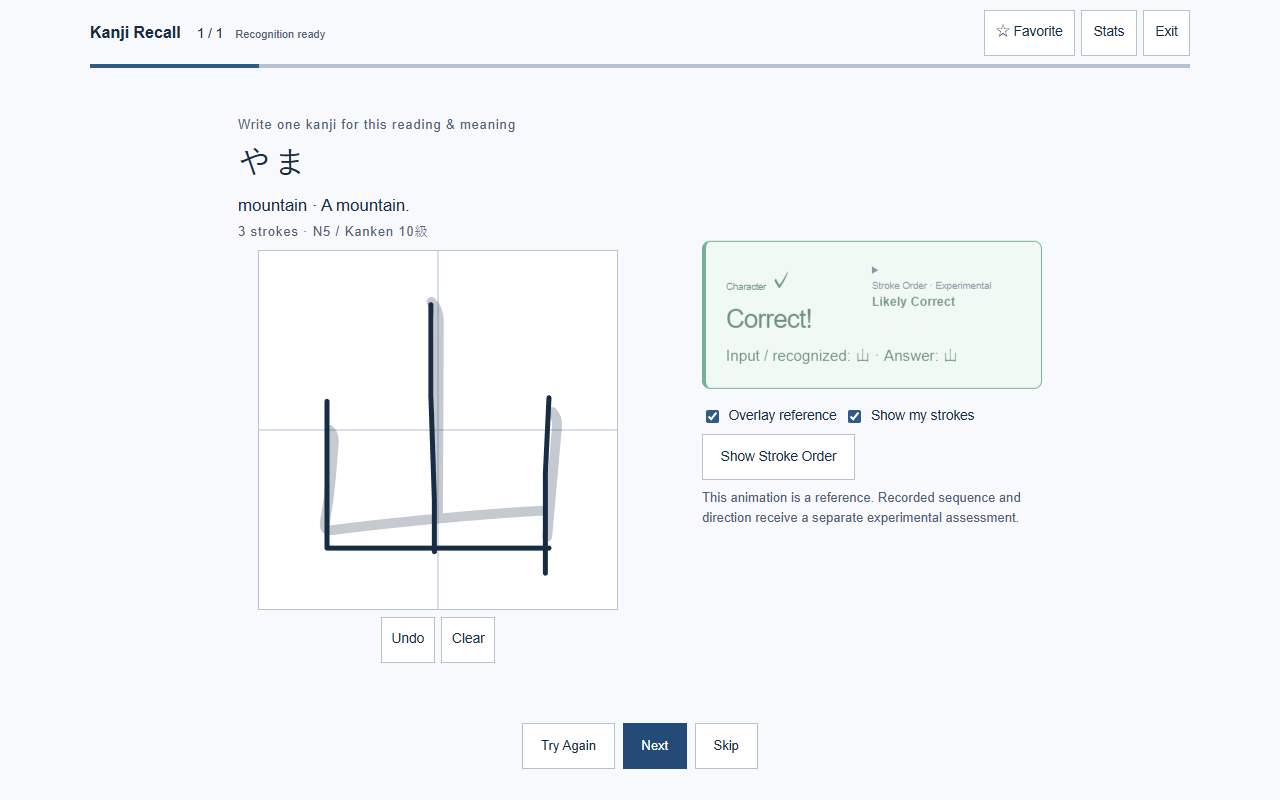 Kanji Recall 1 / 1 Recognition ready ☆ Favorite Stats Exit
Write one kanji for this reading & meaning
やま
mountain · A mountain.
3 strokes · N5 / Kanken 10級
山
Undo Clear
Character ✓
Correct!
Input / recognized: 山 · Answer: 山
▶
Stroke Order · Experimental
Likely Correct
Overlay reference Show my strokes
Show Stroke Order
This animation is a reference. Recorded sequence and
direction receive a separate experimental assessment.
Try Again Next Skip